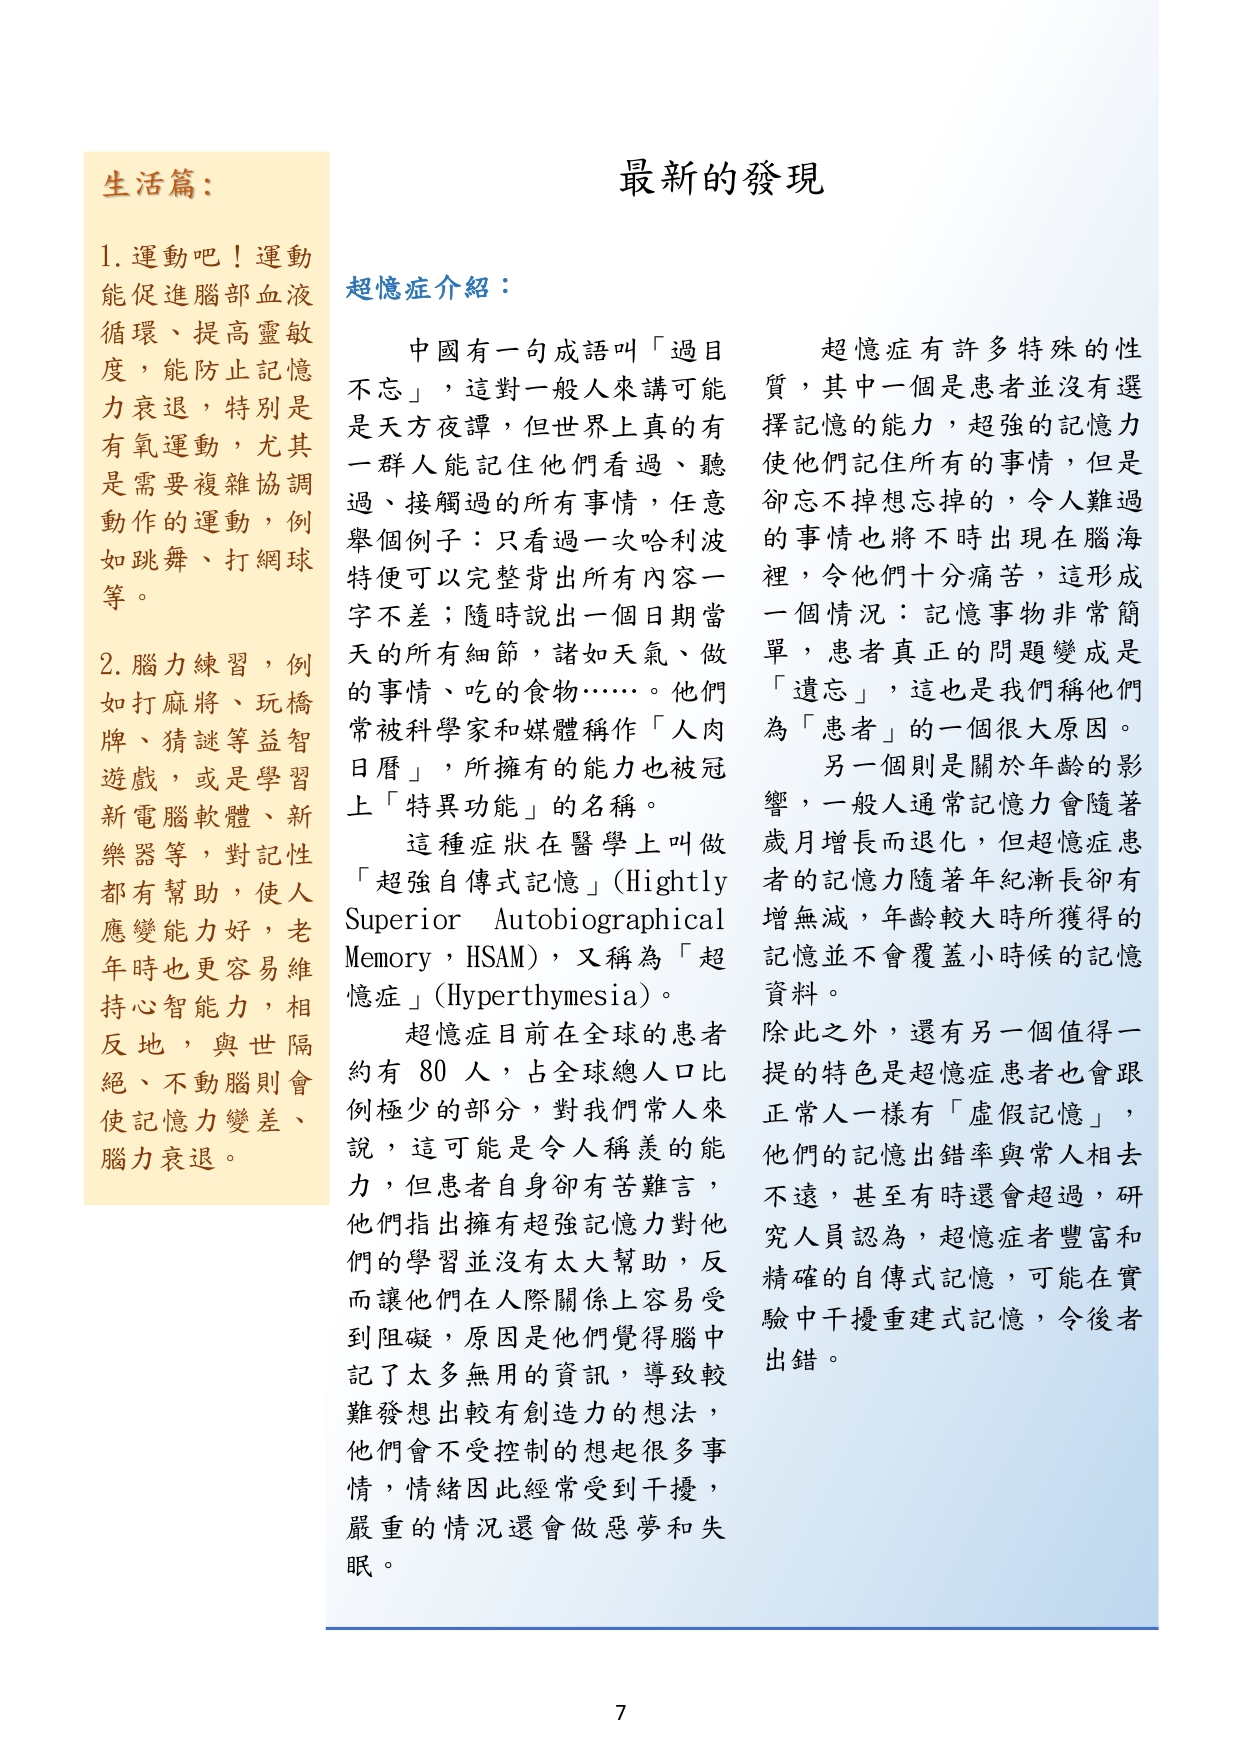 生活篇：
1.運動吧！運動
能促進腦部血液
循環、提高靈敏
度，能防止記憶
力衰退，特別是
有氧運動，尤其
是需要複雜協調
動作的運動，例
如跳舞、打網球
等。
2.腦力練習，例
如打麻將、玩橋
牌、猜謎等益智
遊戲，或是學習
新電腦軟體、新
樂器等，對記性
都有幫助，使人
應變能力好，老
年時也更容易維
持心智能力，相
反地，與世隔
絕、不動腦則會
使記憶力變差、
腦力衰退。
最新的發現
超憶症介紹：
中國有一句成語叫「過目
不忘」，這對一般人來講可能
是天方夜譚，但世界上真的有
一群人能記住他們看過、聽
過、接觸過的所有事情，任意
舉個例子：只看過一次哈利波
特便可以完整背出所有內容一
字不差；隨時說出一個日期當
天的所有細節，諸如天氣、做
的事情、吃的食物……。他們
常被科學家和媒體稱作「人肉
日曆」，所擁有的能力也被冠
上「特異功能」的名稱。
這種症狀在醫學上叫做
「超強自傳式記憶」(Hightly
Superior Autobiographical
Memory，HSAM)，又稱為「超
憶症」(Hyperthymesia)。
超憶症目前在全球的患者
約有 80 人，占全球總人口比
例極少的部分，對我們常人來
說，這可能是令人稱羨的能
力，但患者自身卻有苦難言，
他們指出擁有超強記憶力對他
們的學習並沒有太大幫助，反
而讓他們在人際關係上容易受
到阻礙，原因是他們覺得腦中
記了太多無用的資訊，導致較
難發想出較有創造力的想法，
他們會不受控制的想起很多事
情，情緒因此經常受到干擾，
嚴重的情況還會做惡夢和失
眠。
超憶症有許多特殊的性
質，其中一個是患者並沒有選
擇記憶的能力，超強的記憶力
使他們記住所有的事情，但是
卻忘不掉想忘掉的，令人難過
的事情也將不時出現在腦海
裡，令他們十分痛苦，這形成
一個情況：記憶事物非常簡
單，患者真正的問題變成是
「遺忘」，這也是我們稱他們
為「患者」的一個很大原因。
另一個則是關於年齡的影
響，一般人通常記憶力會隨著
歲月增長而退化，但超憶症患
者的記憶力隨著年紀漸長卻有
增無減，年齡較大時所獲得的
記憶並不會覆蓋小時候的記憶
資料。
除此之外，還有另一個值得一
提的特色是超憶症患者也會跟
正常人一樣有「虛假記憶」，
他們的記憶出錯率與常人相去
不遠，甚至有時還會超過，研
究人員認為，超憶症者豐富和
精確的自傳式記憶，可能在實
驗中干擾重建式記憶，令後者
出錯。
7